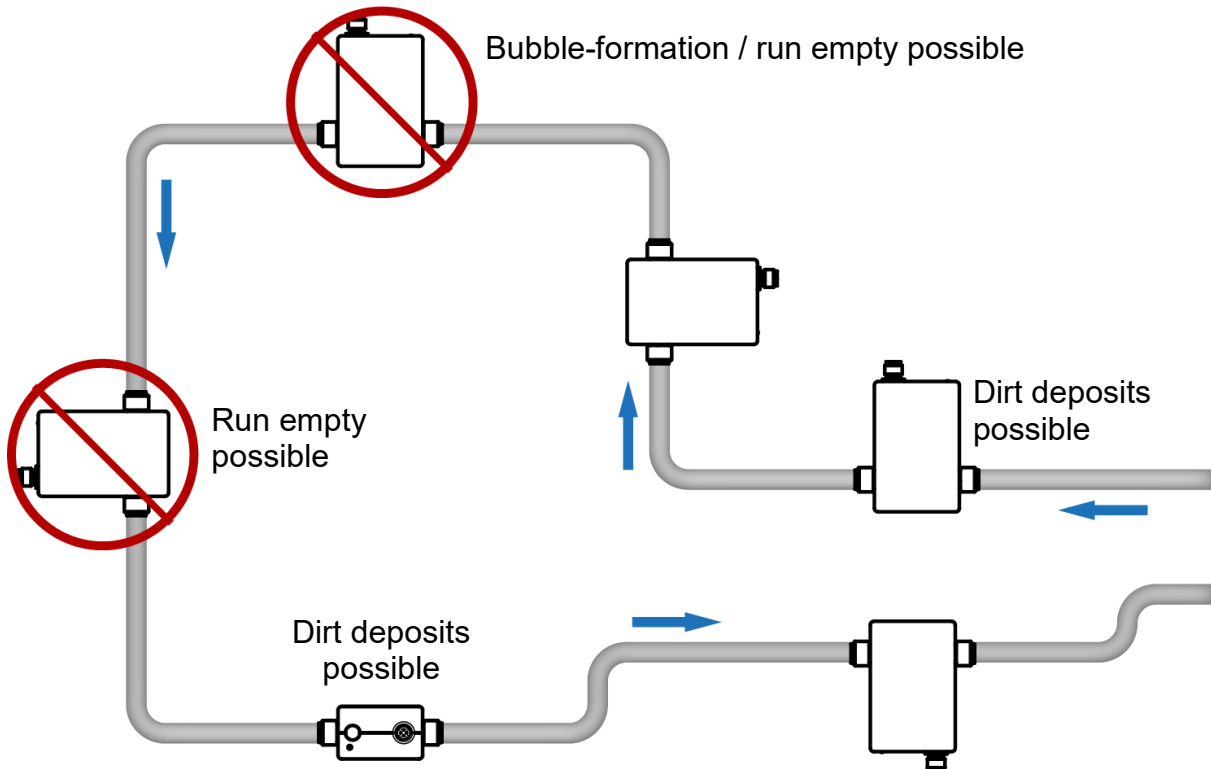 Bubble-formation / run empty possible
Run empty
possible
Dirt deposits
possible
Dirt deposits
possible